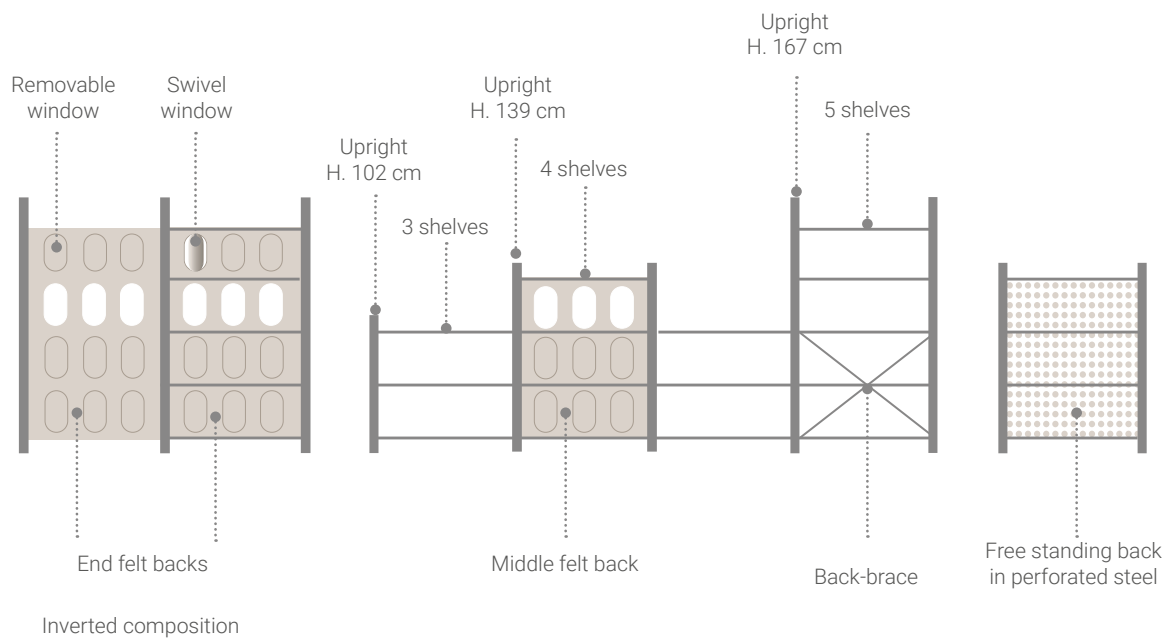 Upright
H. 167 cm
Removable
window
Swivel
window
Upright
H. 139 cm
5 shelves
Upright
H. 102 cm
4 shelves
3 shelves
End felt backs
Middle felt back
Back-brace
Free standing back
in perforated steel
Inverted composition